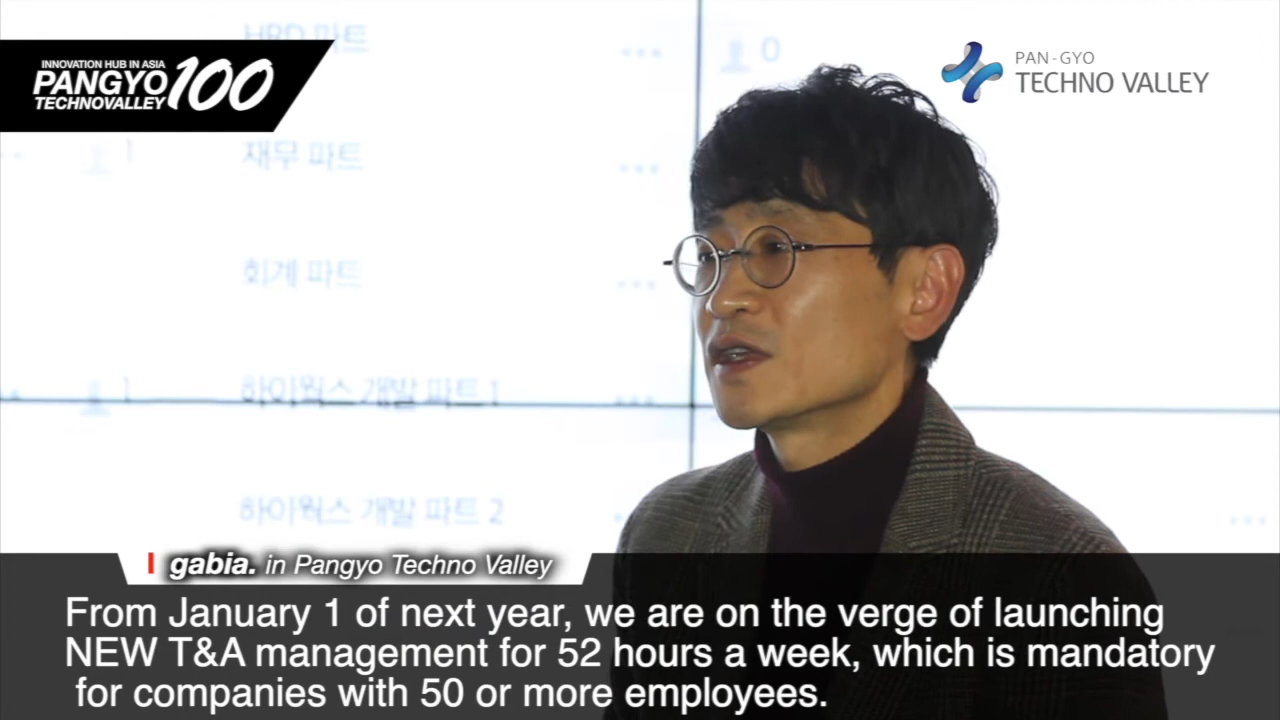 INNOVATION HUB IN ASIA
PANGYO
TECHNOVALLEY
100
PAN-GYO
TECHNO VALLEY
HRD 파트
0
1
재무 파트
회계 파트
1
하이웍스 개발 파트 1
하이웍스 개발 파트 2
gabia. in Pangyo Techno Valley
From January 1 of next year, we are on the verge of launching
NEW T&A management for 52 hours a week, which is mandatory
for companies with 50 or more employees.